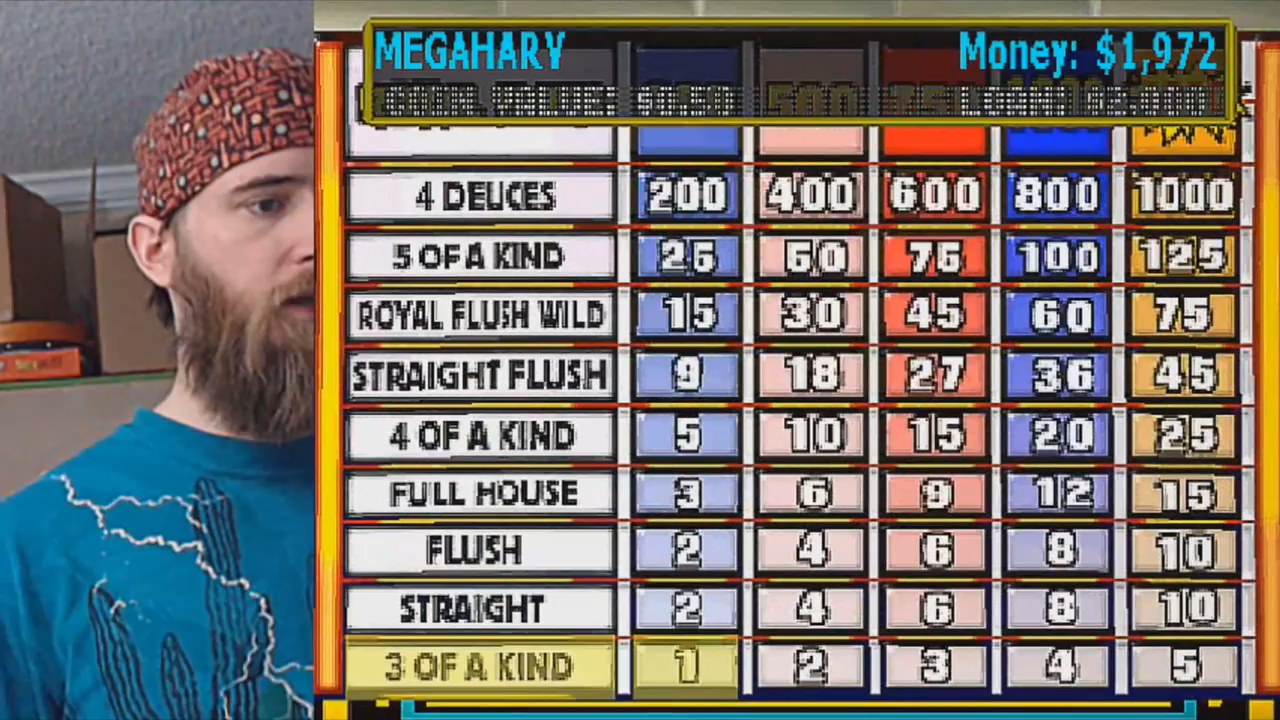 MEGAHARV Money: $1,972
4 DEUCES 200 400 600 800 1000
5 OF A KIND 25 50 75 100 125
ROYAL FLUSH WILD 15 30 45 60 75
STRAIGHT FLUSH 9 18 27 36 45
4 OF A KIND 5 10 15 20 25
FULL HOUSE 3 6 9 12 15
FLUSH 2 4 6 8 10
STRAIGHT 2 4 6 8 10
3 OF A KIND 1 2 3 4 5